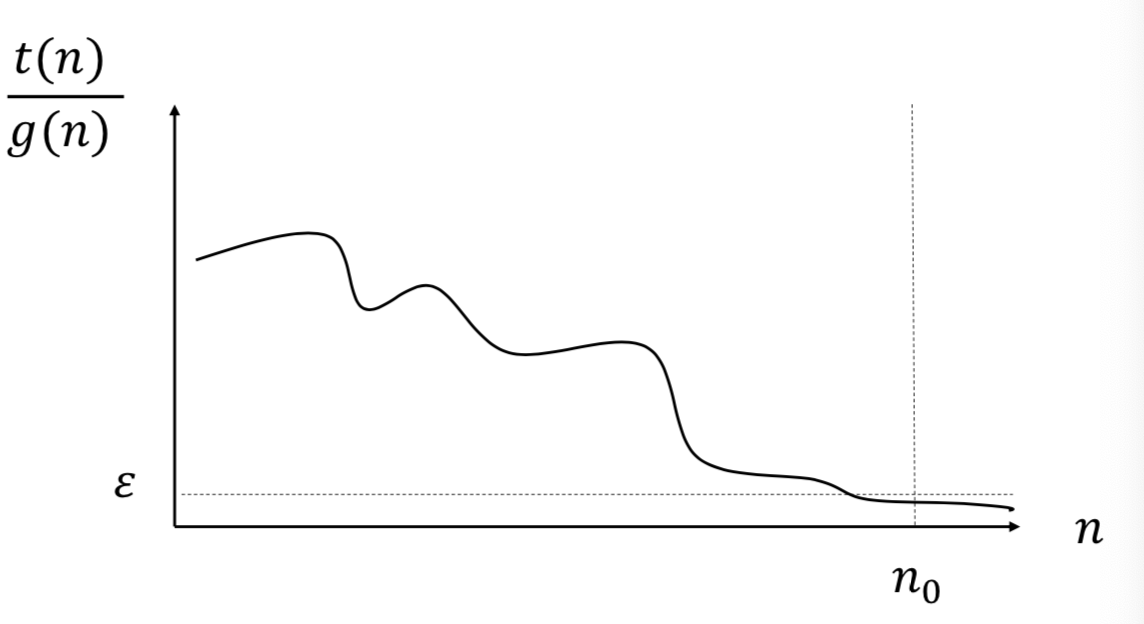 t(n)
g(n)
ε
n
n₀